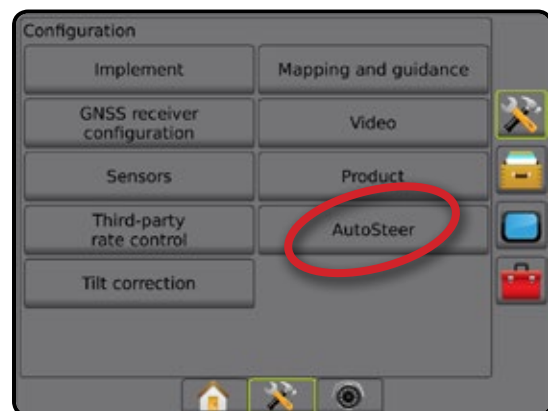 Configuration
Implement
Mapping and guidance
GNSS receiver
configuration
Video
Sensors
Product
Third-party
rate control
AutoSteer
Tilt correction